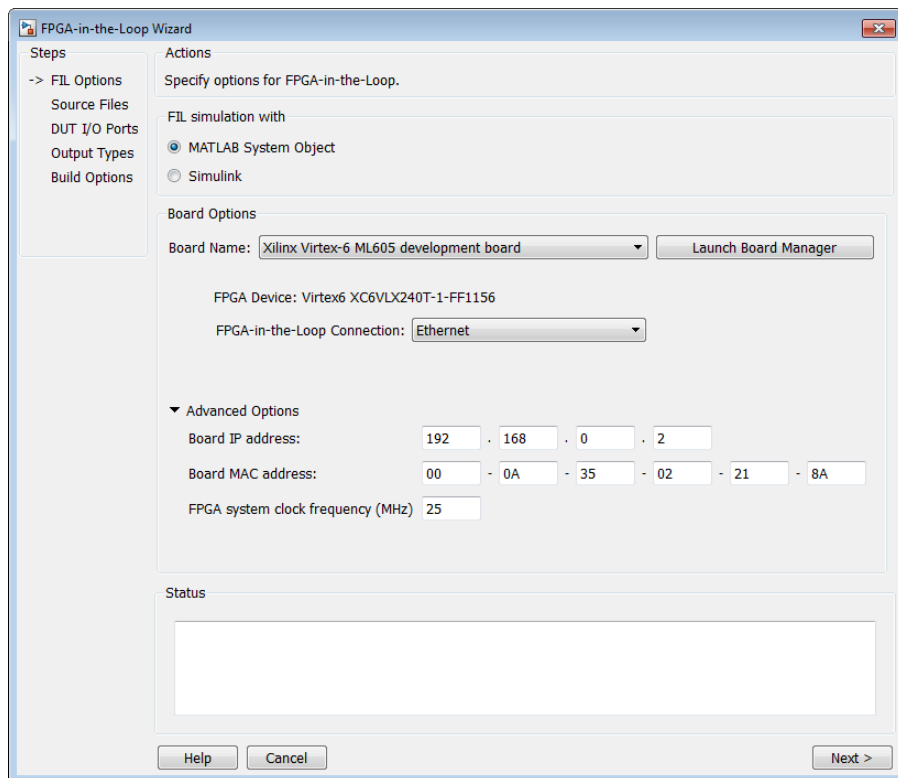 FPGA-in-the-Loop Wizard
Steps
-> FIL Options
Source Files
DUT I/O Ports
Output Types
Build Options
Actions
Specify options for FPGA-in-the-Loop.
FIL simulation with
MATLAB System Object
Simulink
Board Options
Board Name: Xilinx Virtex-6 ML605 development board Launch Board Manager
FPGA Device: Virtex6 XC6VLX240T-1-FF1156
FPGA-in-the-Loop Connection: Ethernet
Advanced Options
Board IP address: 192 . 168 . 0 . 2
Board MAC address: 00 - 0A - 35 - 02 - 21 - 8A
FPGA system clock frequency (MHz) 25
Status
Help Cancel Next >